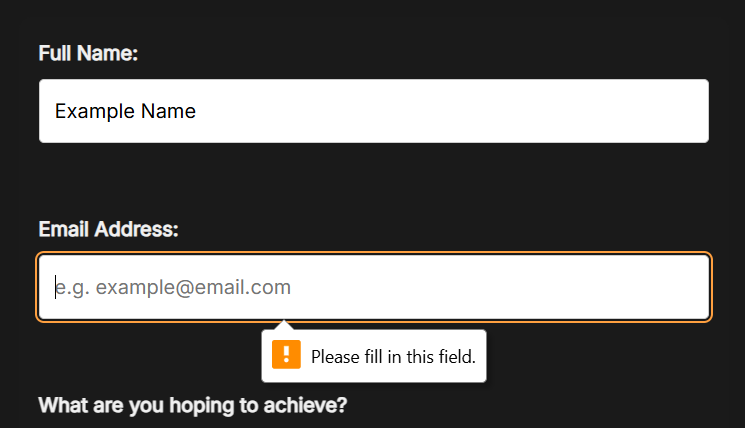 Full Name:
Example Name
Email Address:
e.g. example@email.com
Please fill in this field.
What are you hoping to achieve?